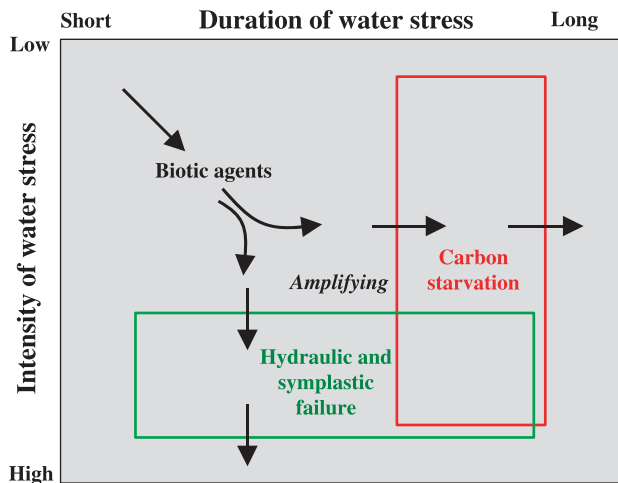 Short Duration of water stress Long
Low
Intensity of water stress
Biotic agents
Carbon
starvation
Amplifying
Hydraulic and
symplastic
failure
High